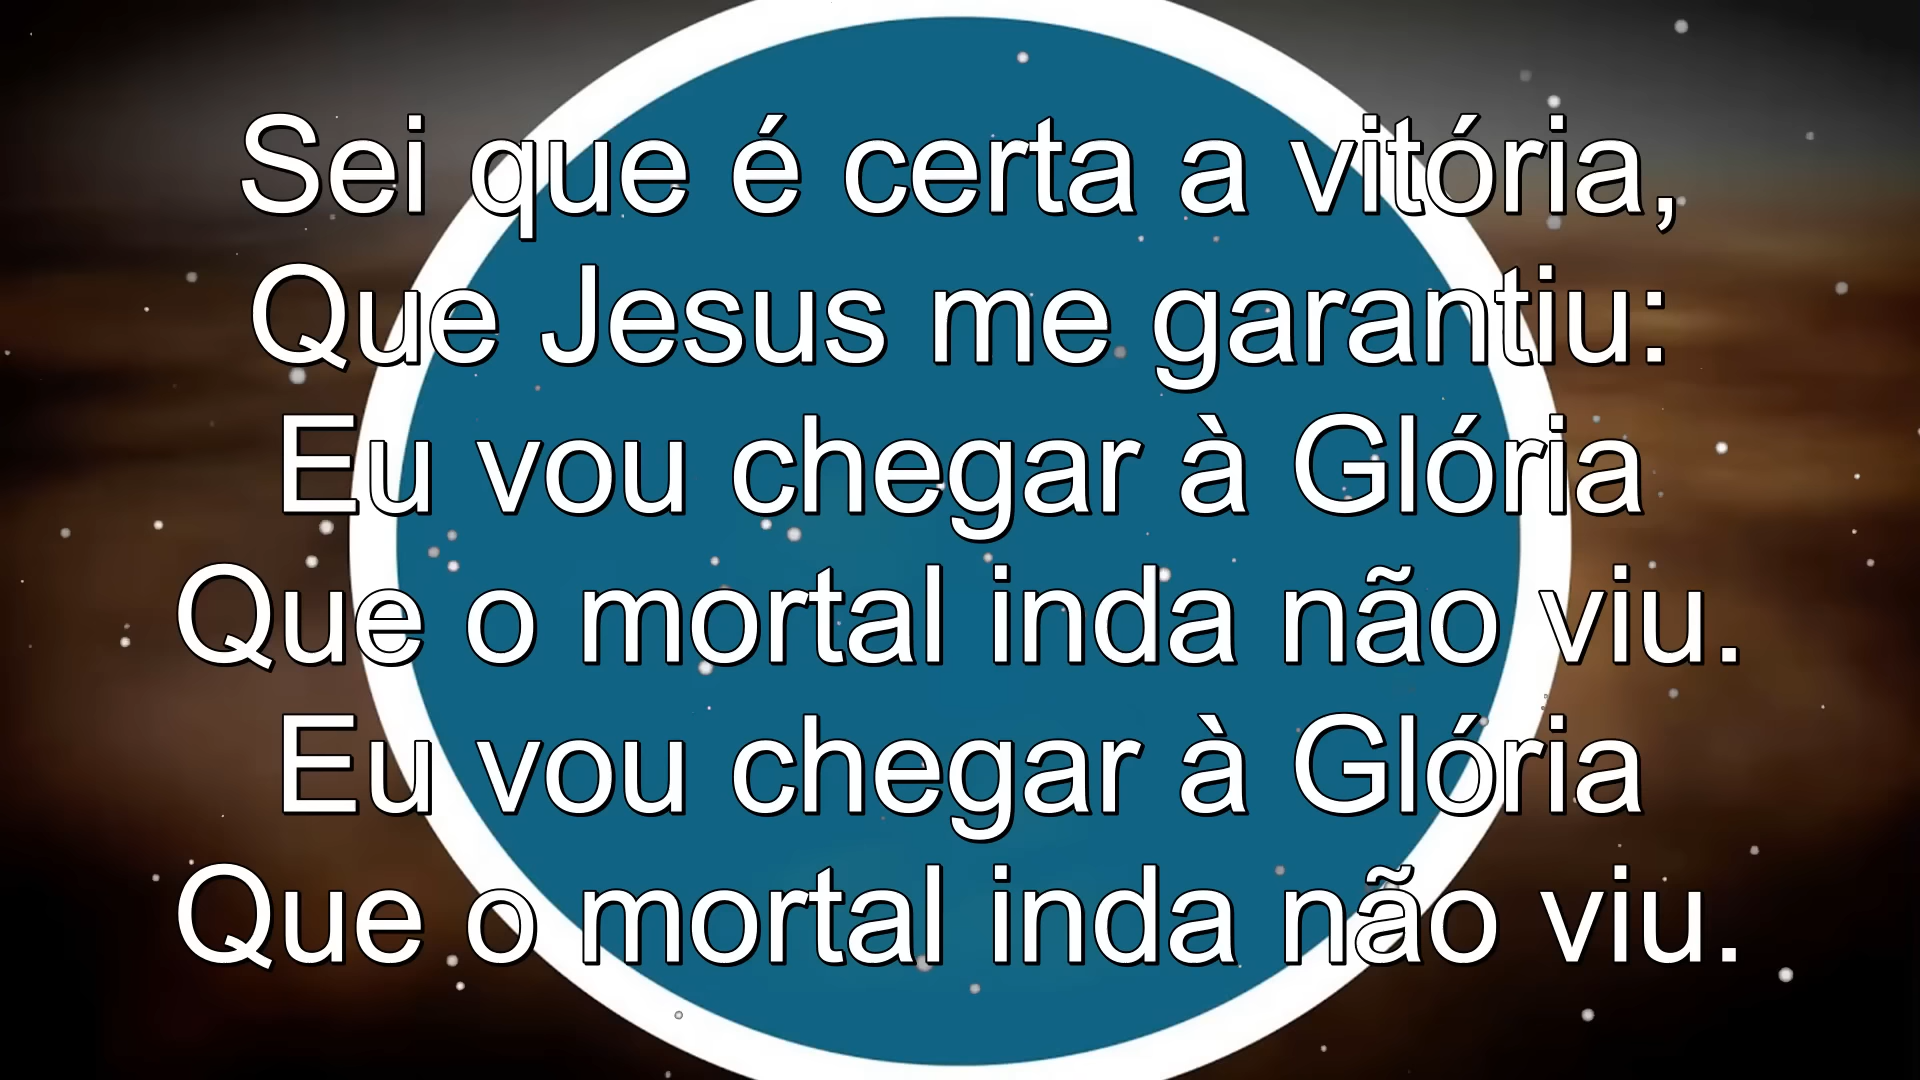 Sei que é certa a vitória,
Que Jesus me garantiu:
Eu vou chegar à Glória
Que o mortal inda não viu.
Eu vou chegar à Glória
Que o mortal inda não viu.